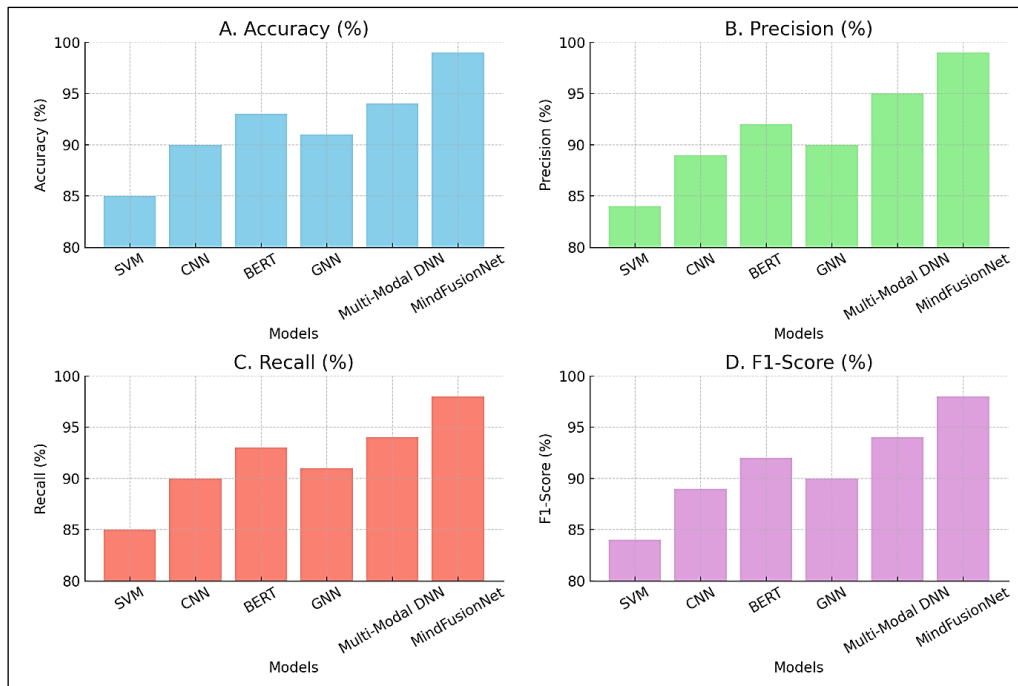 A. Accuracy (%)
Accuracy (%)
100
95
90
85
80
SVM
CNN
BERT
GNN
Multi-Modal DNN
MindFusionNet
Models
B. Precision (%)
Precision (%)
100
95
90
85
80
SVM
CNN
BERT
GNN
Multi-Modal DNN
MindFusionNet
Models
C. Recall (%)
Recall (%)
100
95
90
85
80
SVM
CNN
BERT
GNN
Multi-Modal DNN
MindFusionNet
Models
D. F1-Score (%)
F1-Score (%)
100
95
90
85
80
SVM
CNN
BERT
GNN
Multi-Modal DNN
MindFusionNet
Models